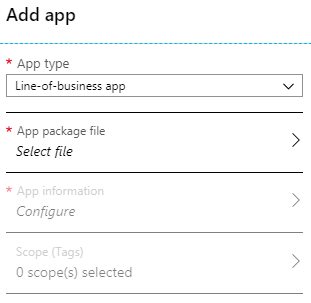 Add app
* App type
Line-of-business app
* App package file
Select file
* App information
Configure
Scope (Tags)
0 scope(s) selected